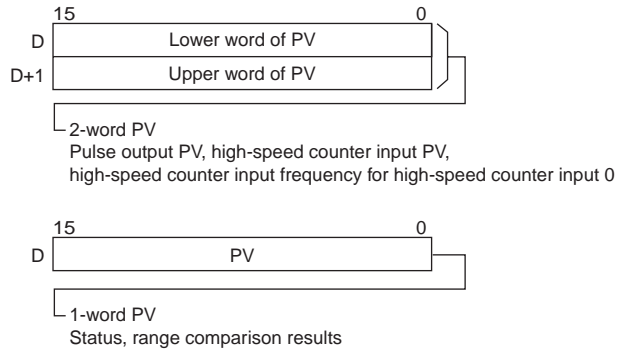 15 0
D Lower word of PV
D+1 Upper word of PV
2-word PV
Pulse output PV, high-speed counter input PV,
high-speed counter input frequency for high-speed counter input 0
15 0
D PV
1-word PV
Status, range comparison results